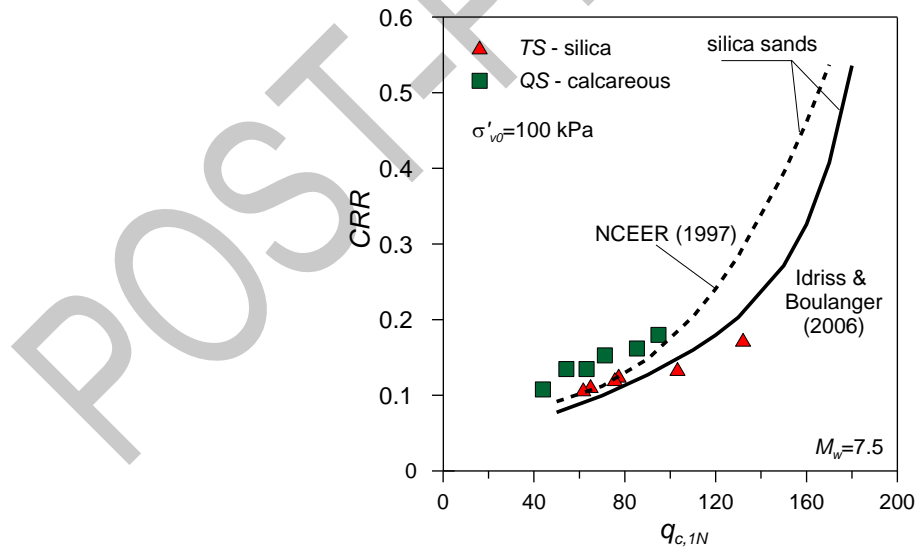 POST-P
0.6
0.5
0.4
0.3
0.2
0.1
0
CRR
TS - silica
QS - calcareous
σ'v0=100 kPa
silica sands
NCEER (1997)
Idriss &
Boulanger
(2006)
Mw=7.5
0
40
80
120
160
200
qc,1N